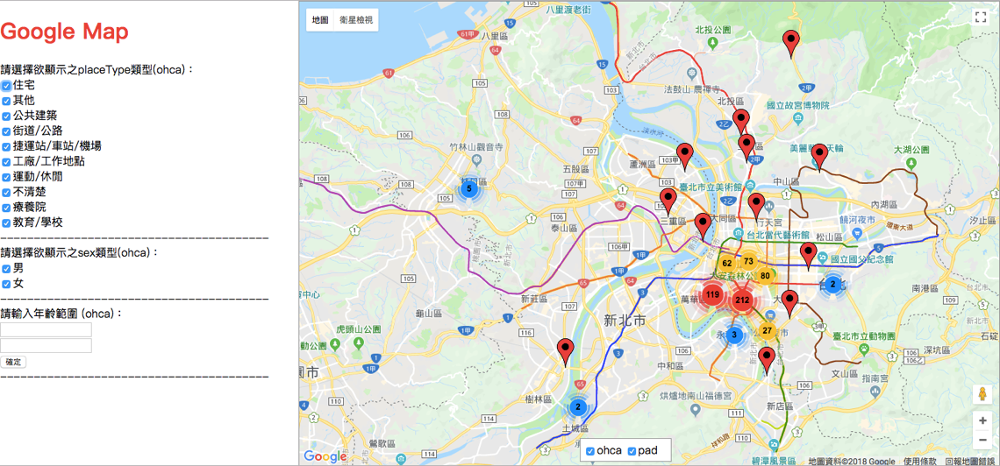 Google Map
請選擇欲顯示之placeType類型(ohca)：
住宅
其他
公共建築
街道/公路
捷運站/車站/機場
工廠/工作地點
運動/休閒
不清楚
療養院
教育/學校
請選擇欲顯示之sex類型(ohca)：
男
女
請輸入年齡範圍 (ohca)：
確定
地圖 衛星檢視
八里渡老街
八里區
北投公園
法鼓山 農禪寺
北投區
國立故宮博物院
竹林山觀音寺
蘆洲區
五股區
大湖公園
中山區
臺北市立美術館
內湖區
大同區
行天宮
饒河夜市
汐止區
三重區
泰山區
台北當代藝術館
松山區
環東大道
國立國父紀念館
5
62
73
80
119
212
2
27
3
2
大安森林公
萬華
南港區
新莊區
龜山區
新北市
虎頭山公園
動公園
臺北市立動物園
石碇
深坑區
中和區
文山區
指南宮
樹林區
烘爐地南山福德宮
新店區
土城區
鶯歌區
祥和路
碧潭風景區
ohca pad
Google
地圖資料©2018 Google 使用條款 回報地圖錯誤